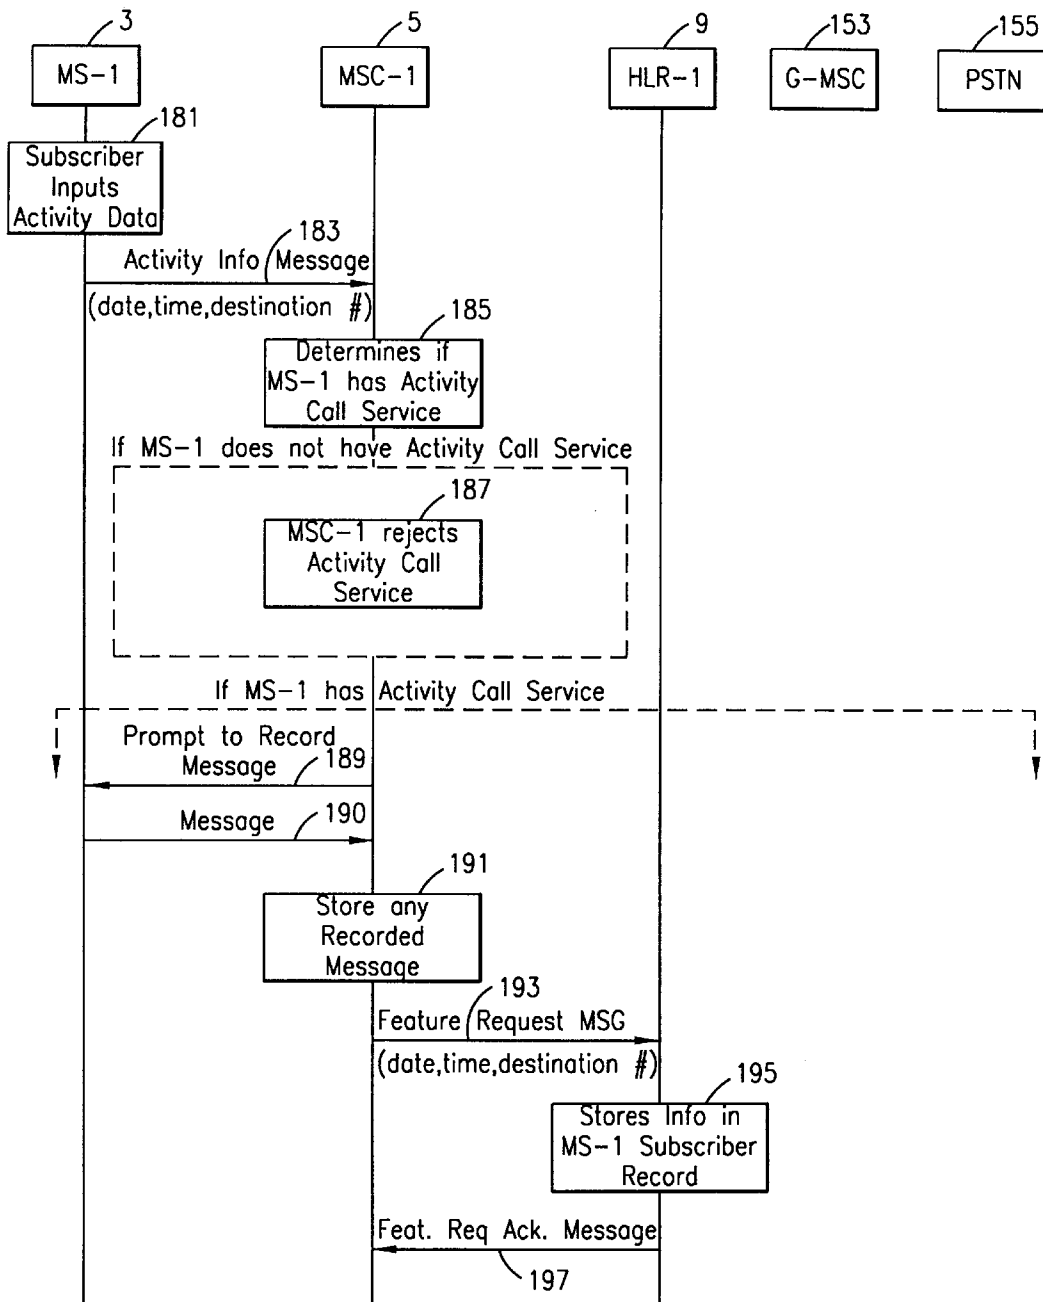 3
5
9
153
155
MS-1
MSC-1
HLR-1
G-MSC
PSTN
181
Subscriber
Inputs
Activity Data
183
Activity Info Message
(date,time,destination #)
185
Determines if
MS-1 has Activity
Call Service
If MS-1 does not have Activity Call Service
187
MSC-1 rejects
Activity Call
Service
If MS-1 has Activity Call Service
Prompt to Record
Message
189
Message
190
191
Store any
Recorded
Message
193
Feature Request MSG
(date,time,destination #)
195
Stores Info in
MS-1 Subscriber
Record
Feat. Req Ack. Message
197